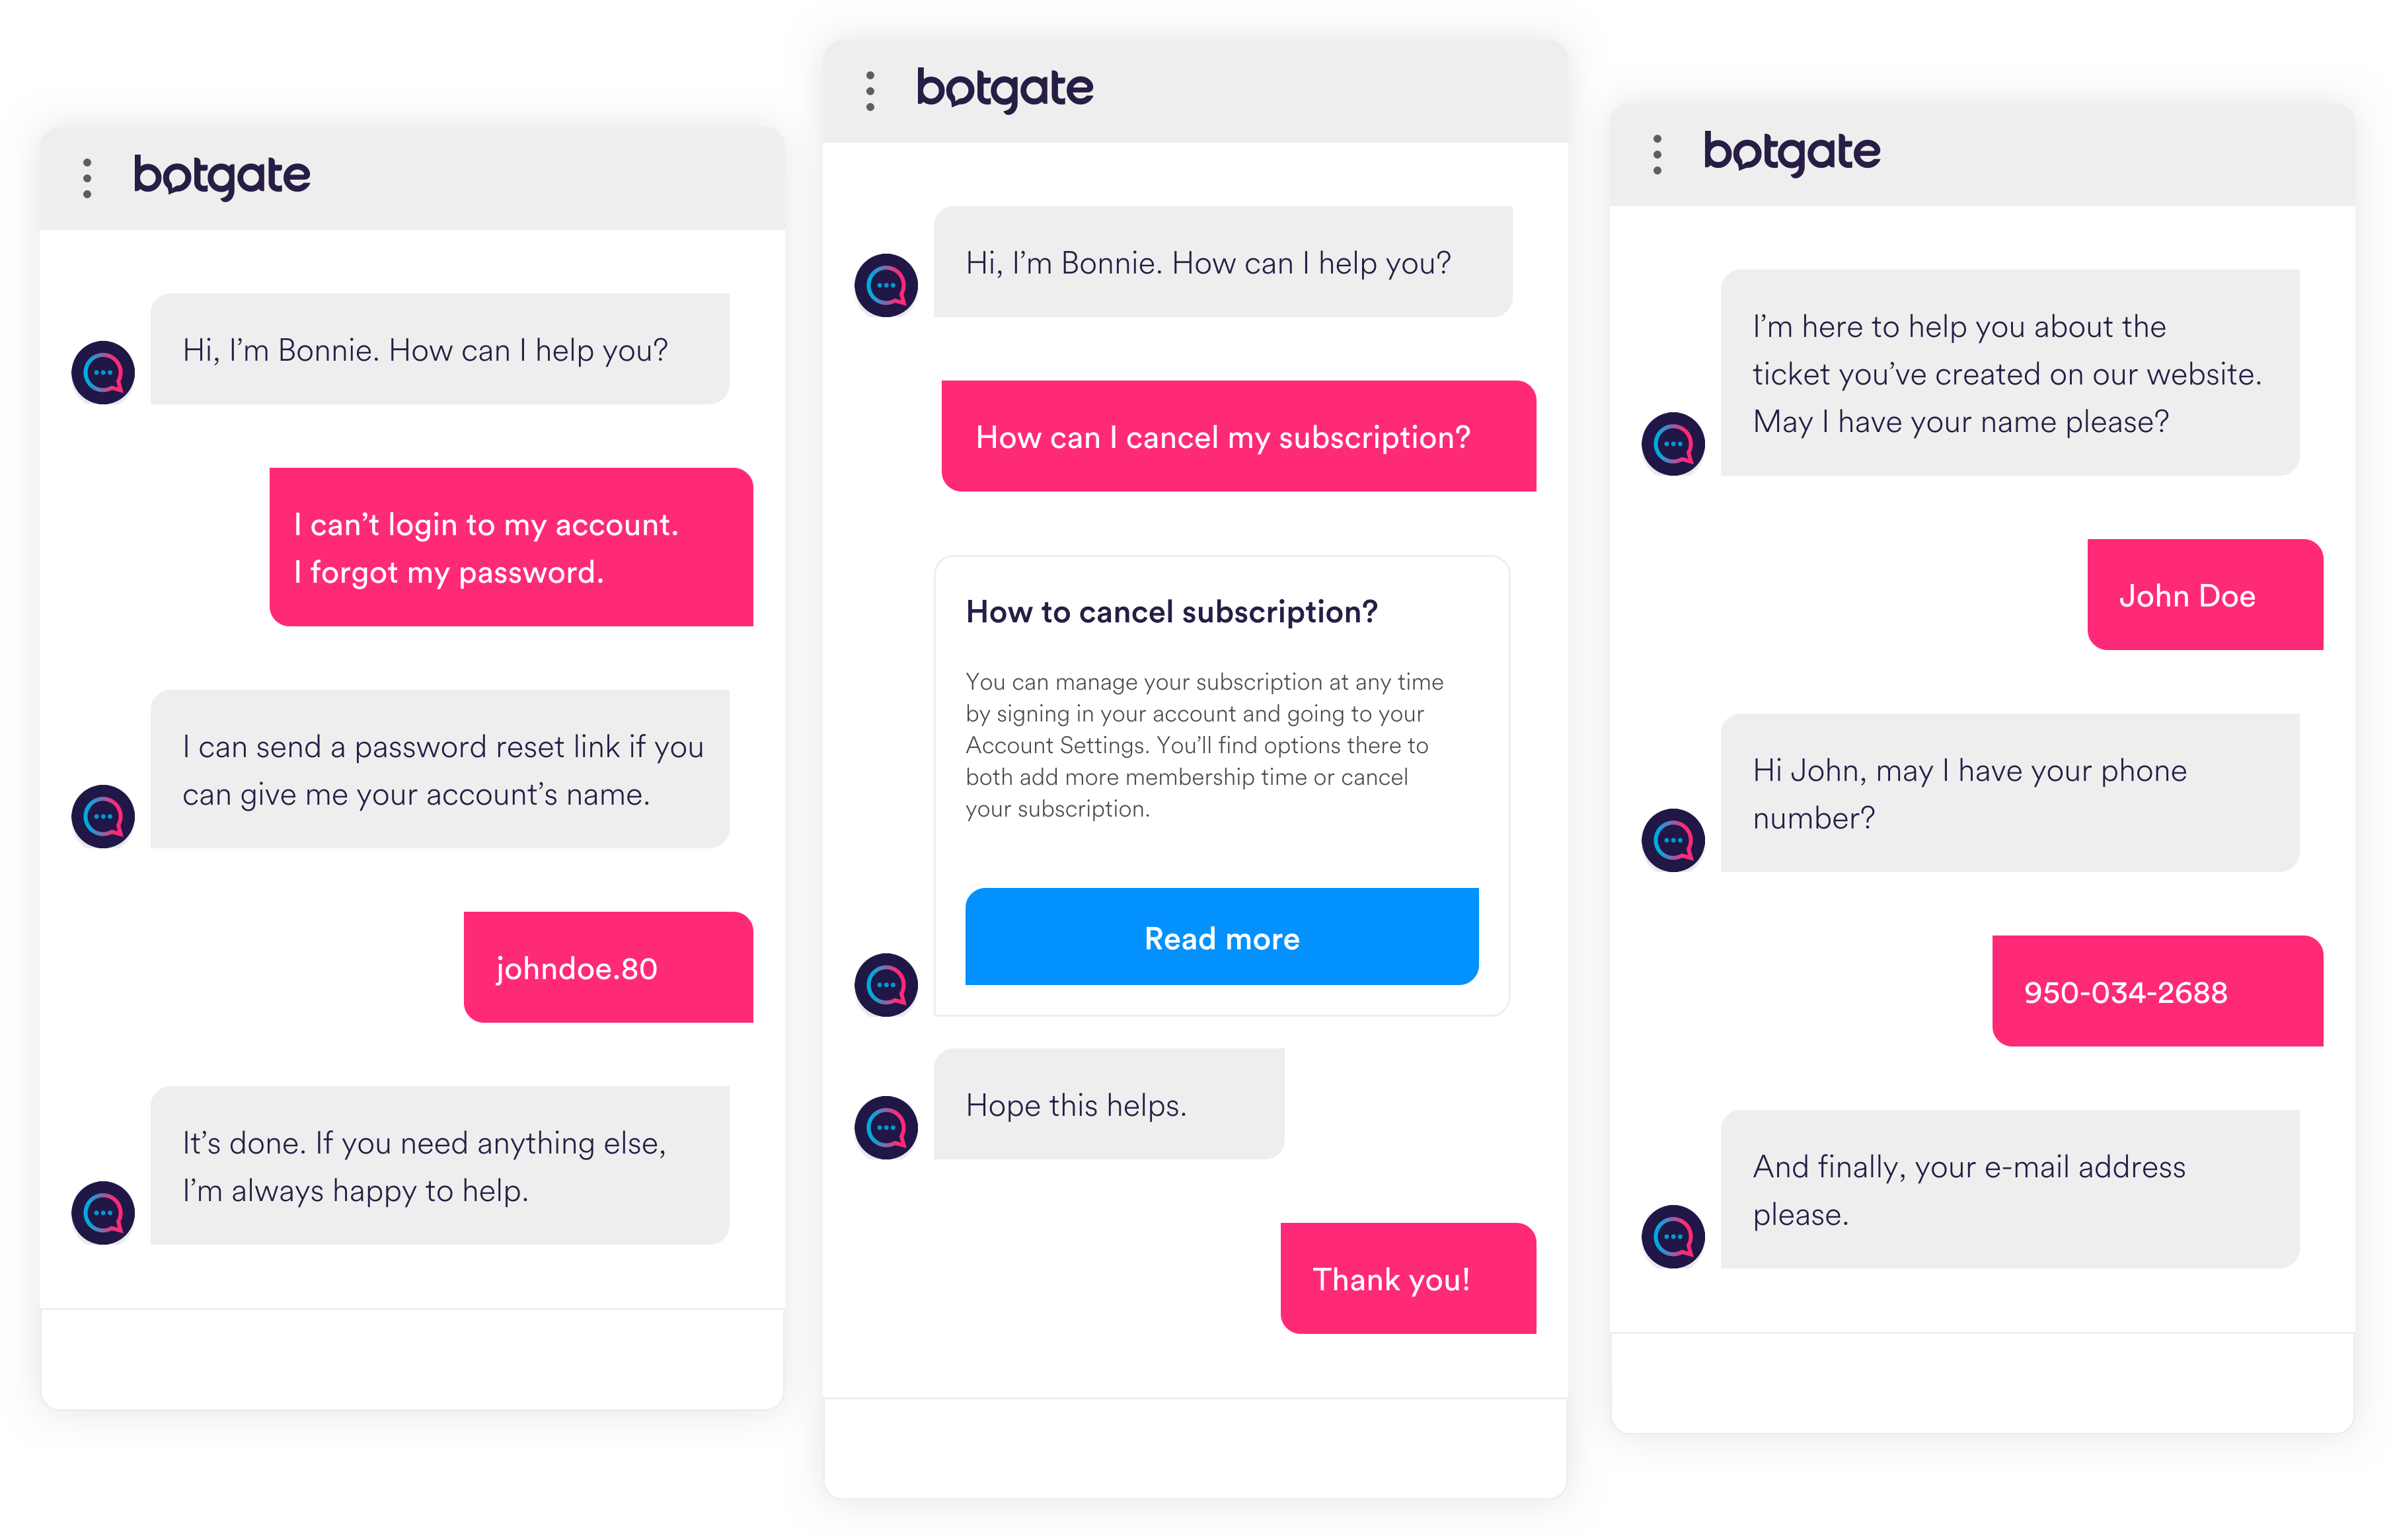 botgate
Hi, I’m Bonnie. How can I help you?
I can’t login to my account.
I forgot my password.
I can send a password reset link if you
can give me your account’s name.
johndoe.80
It’s done. If you need anything else,
I’m always happy to help.
botgate
Hi, I’m Bonnie. How can I help you?
How can I cancel my subscription?
How to cancel subscription?
You can manage your subscription at any time
by signing in your account and going to your
Account Settings. You’ll find options there to
both add more membership time or cancel
your subscription.
Read more
Hope this helps.
Thank you!
botgate
I’m here to help you about the
ticket you’ve created on our website.
May I have your name please?
John Doe
Hi John, may I have your phone
number?
950-034-2688
And finally, your e-mail address
please.